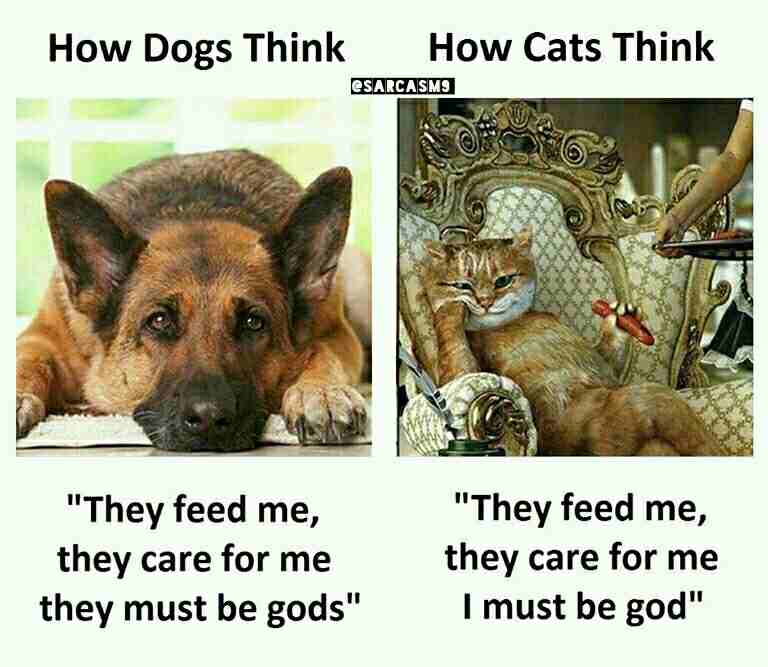 How Dogs Think
How Cats Think
@SARCASM9
"They feed me,
they care for me
they must be gods"
"They feed me,
they care for me
I must be god"